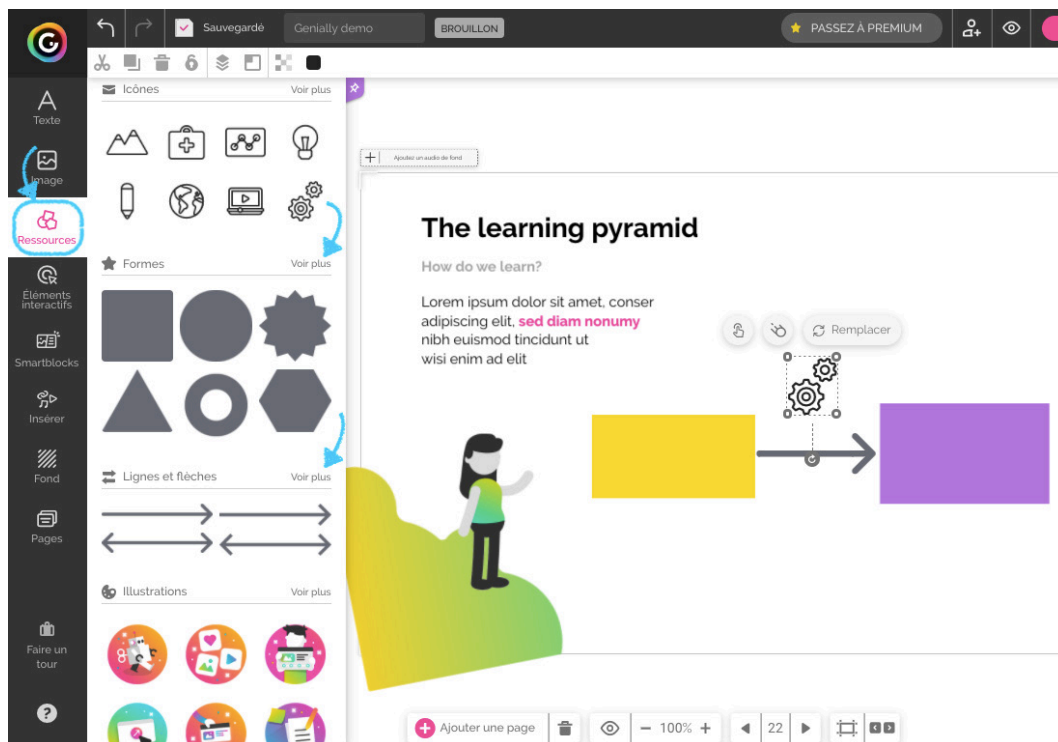 Sauvegardé
Genially demo
BROUILLON
PASSEZ À PREMIUM
Texte
Image
Ressources
Éléments
interactifs
Smartblocks
Insérer
Fond
Pages
Faire un
tour
Icônes
Voir plus
Formes
Voir plus
Lignes et flèches
Voir plus
Illustrations
Voir plus
Ajoutez un audio de fond
The learning pyramid
How do we learn?
Lorem ipsum dolor sit amet, conser
adipiscing elit, sed diam nonumy
nibh euismod tincidunt ut
wisi enim ad elit
Remplacer
Ajouter une page
100%
22